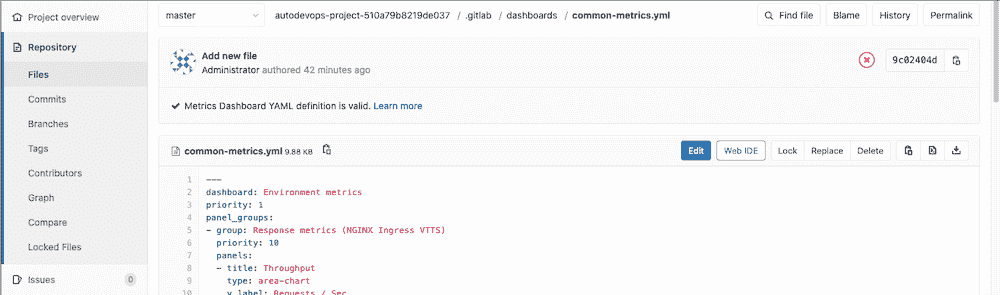 Project overview
Repository
Files
Commits
Branches
Tags
Contributors
Graph
Compare
Locked Files
Issues 0
master autodevops-project-510a79b8219de037 / .gitlab / dashboards / common-metrics.yml Find file Blame History Permalink
Add new file
Administrator authored 42 minutes ago
9c02404d
Metrics Dashboard YAML definition is valid. Learn more
common-metrics.yml 9.88 KB Edit Web IDE Lock Replace Delete
1 ---
2 dashboard: Environment metrics
3 priority: 1
4 panel_groups:
5 - group: Response metrics (NGINX Ingress VTTS)
6 priority: 10
7 panels:
8 - title: Throughput
9 type: area-chart
10 y_label: Requests / Sec